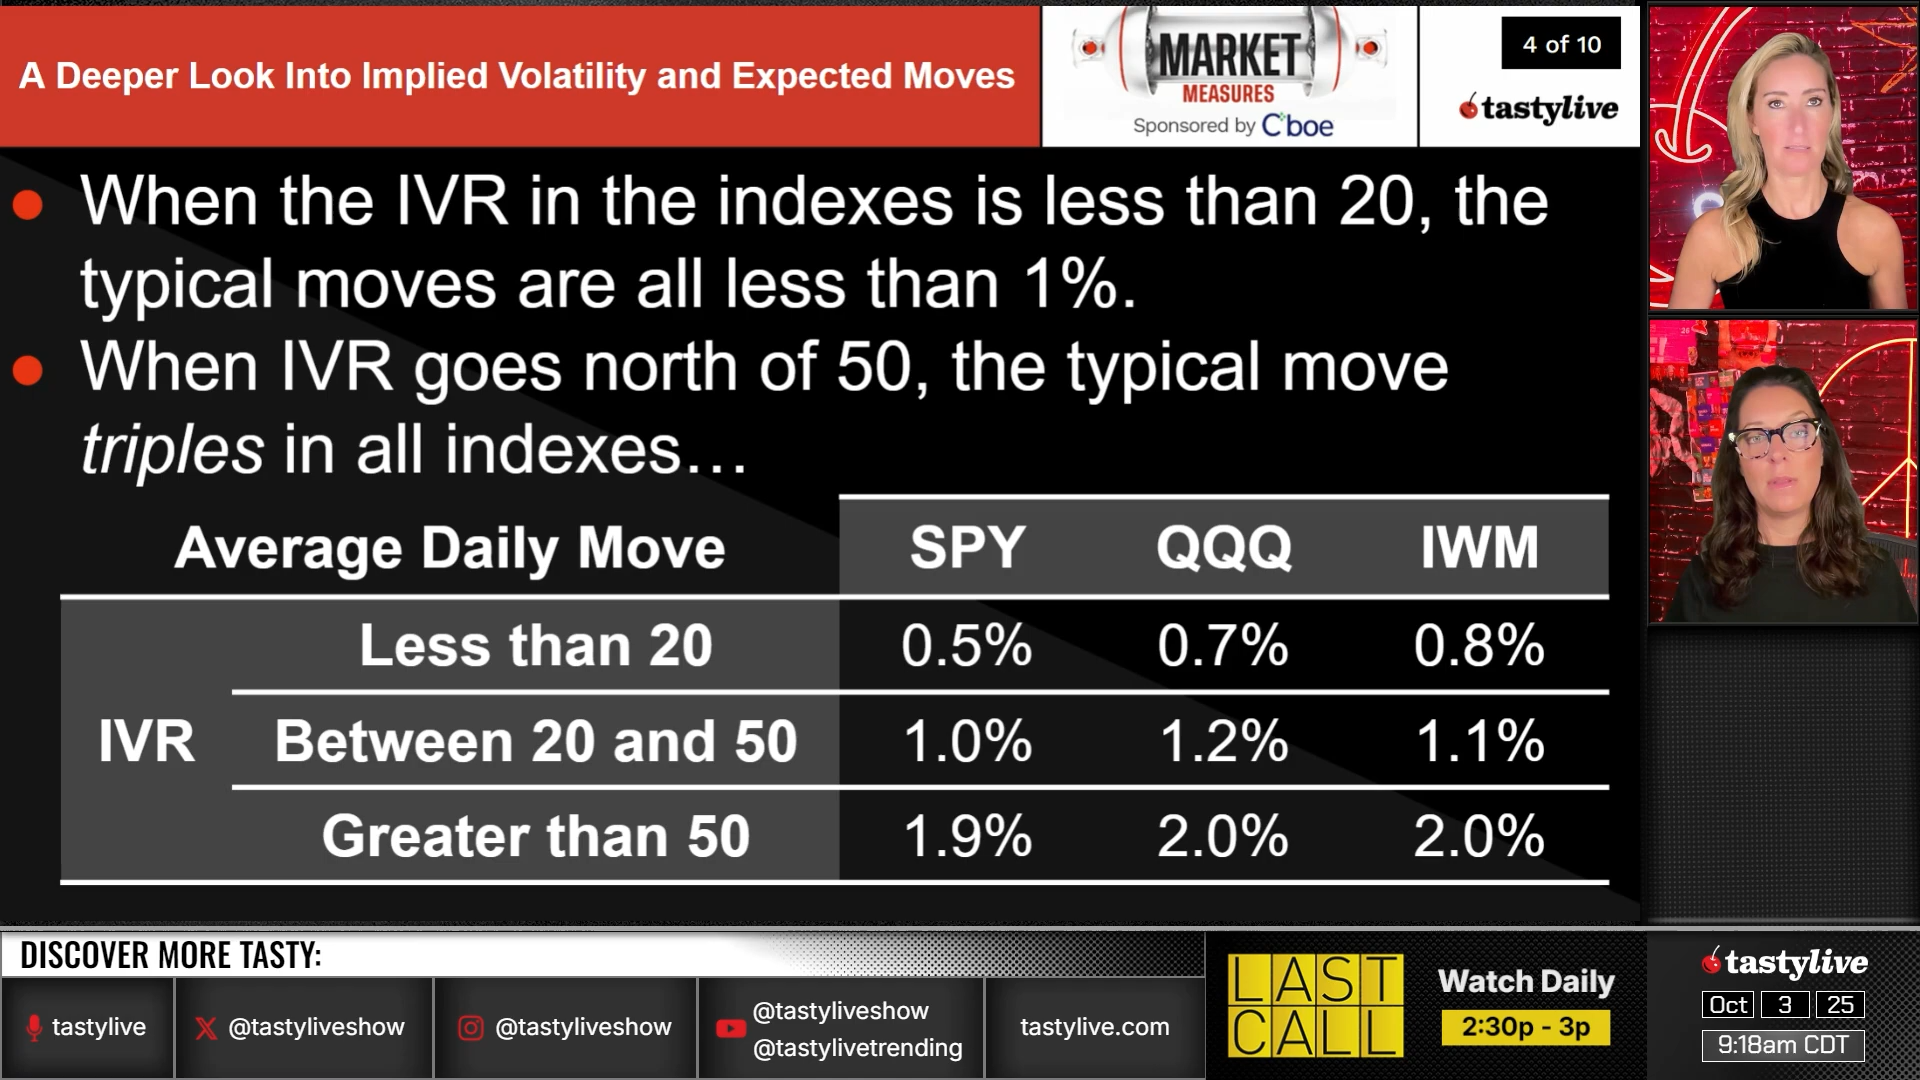 A Deeper Look Into Implied Volatility and Expected Moves
MARKET
MEASURES
Sponsored by Cboe
4 of 10
tastylive
When the IVR in the indexes is less than 20, the
typical moves are all less than 1%.
When IVR goes north of 50, the typical move
triples in all indexes…
Average Daily Move SPY QQQ IWM
Less than 20 0.5% 0.7% 0.8%
IVR Between 20 and 50 1.0% 1.2% 1.1%
Greater than 50 1.9% 2.0% 2.0%
DISCOVER MORE TASTY:
tastylive
@tastyliveshow
@tastyliveshow
@tastyliveshow
@tastylivetrending
tastylive.com
LAST
CALL
Watch Daily
2:30p - 3p
tastylive
Oct 3 25
9:18am CDT